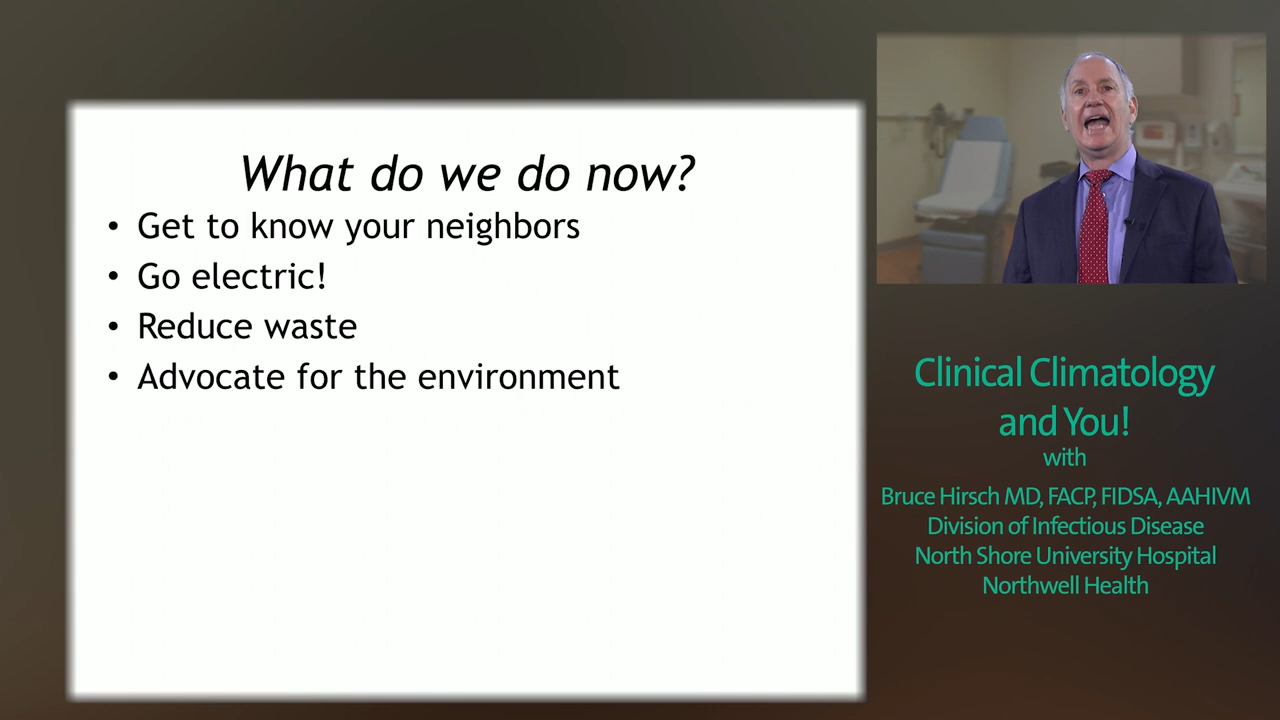 What do we do now?
• Get to know your neighbors
• Go electric!
• Reduce waste
• Advocate for the environment
Clinical Climatology
and You!
with
Bruce Hirsch MD, FACP, FIDSA, AAHIVM
Division of Infectious Disease
North Shore University Hospital
Northwell Health